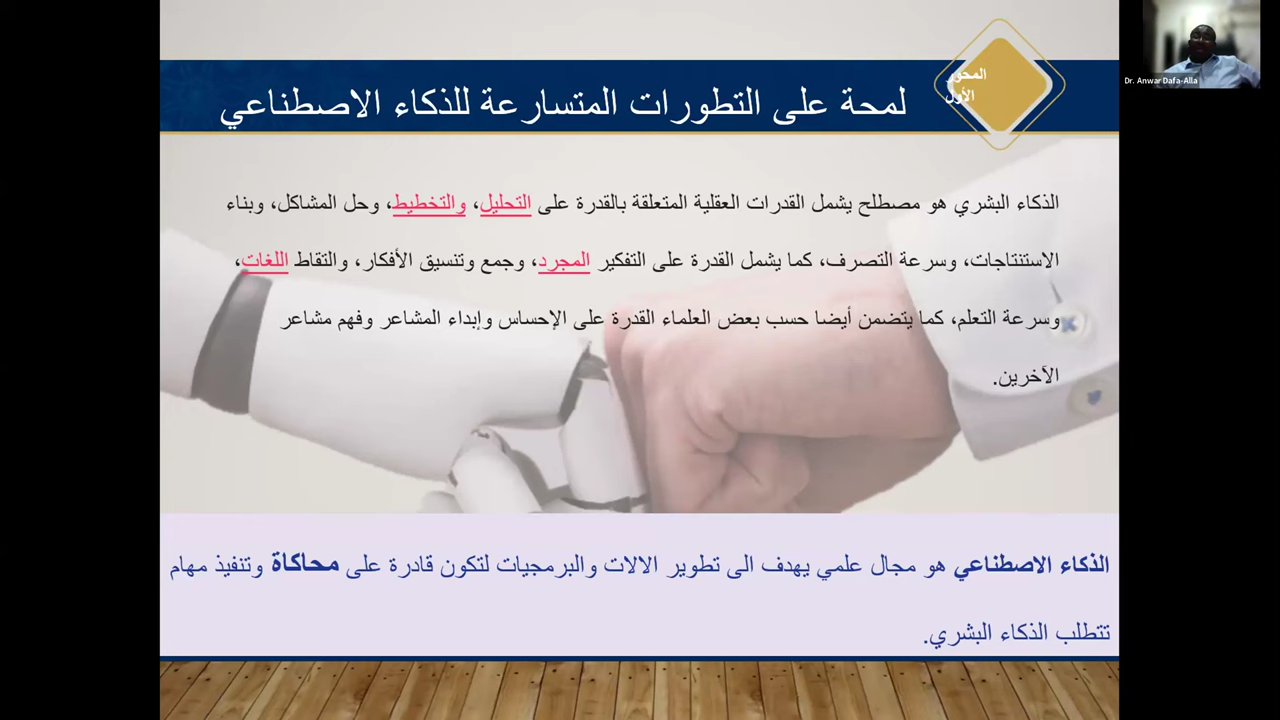 المحور
الأول
لمحة على التطورات المتسارعة للذكاء الاصطناعي
Dr. Anwar Dafa-Alla
الذكاء البشري هو مصطلح يشمل القدرات العقلية المتعلقة بالقدرة على التحليل، والتخطيط، وحل المشاكل، وبناء
الاستنتاجات، وسرعة التصرف، كما يشمل القدرة على التفكير المجرد، وجمع وتنسيق الأفكار، والتقاط اللغات،
وسرعة التعلم، كما يتضمن أيضا حسب بعض العلماء القدرة على الإحساس وإبداء المشاعر وفهم مشاعر
الآخرين.
الذكاء الاصطناعي هو مجال علمي يهدف الى تطوير الالات والبرمجيات لتكون قادرة على محاكاة وتنفيذ مهام
تتطلب الذكاء البشري.